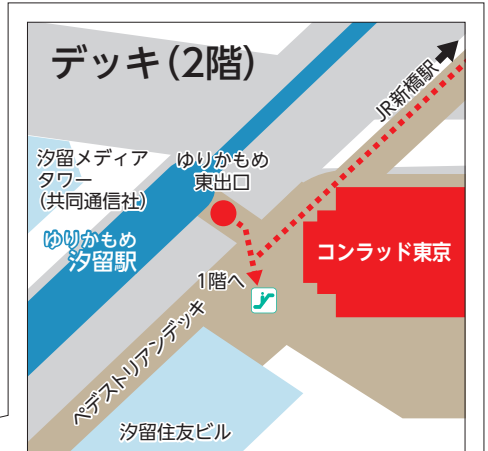 デッキ(2階)
JR新橋駅
汐留メディア
タワー
(共同通信社)
ゆりかもめ
東出口
ゆりかもめ
汐留駅
コンラッド東京
1階へ
ペデストリアンデッキ
汐留住友ビル